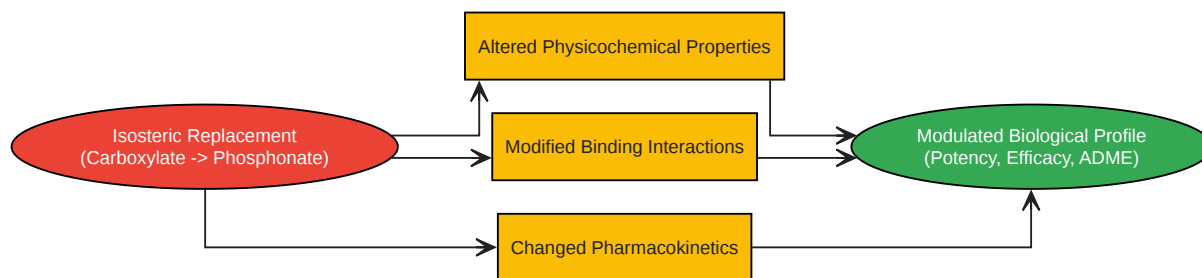 Altered Physicochemical Properties
Isosteric Replacement
(Carboxylate -> Phosphonate)
Modified Binding Interactions
Modulated Biological Profile
(Potency, Efficacy, ADME)
Changed Pharmacokinetics